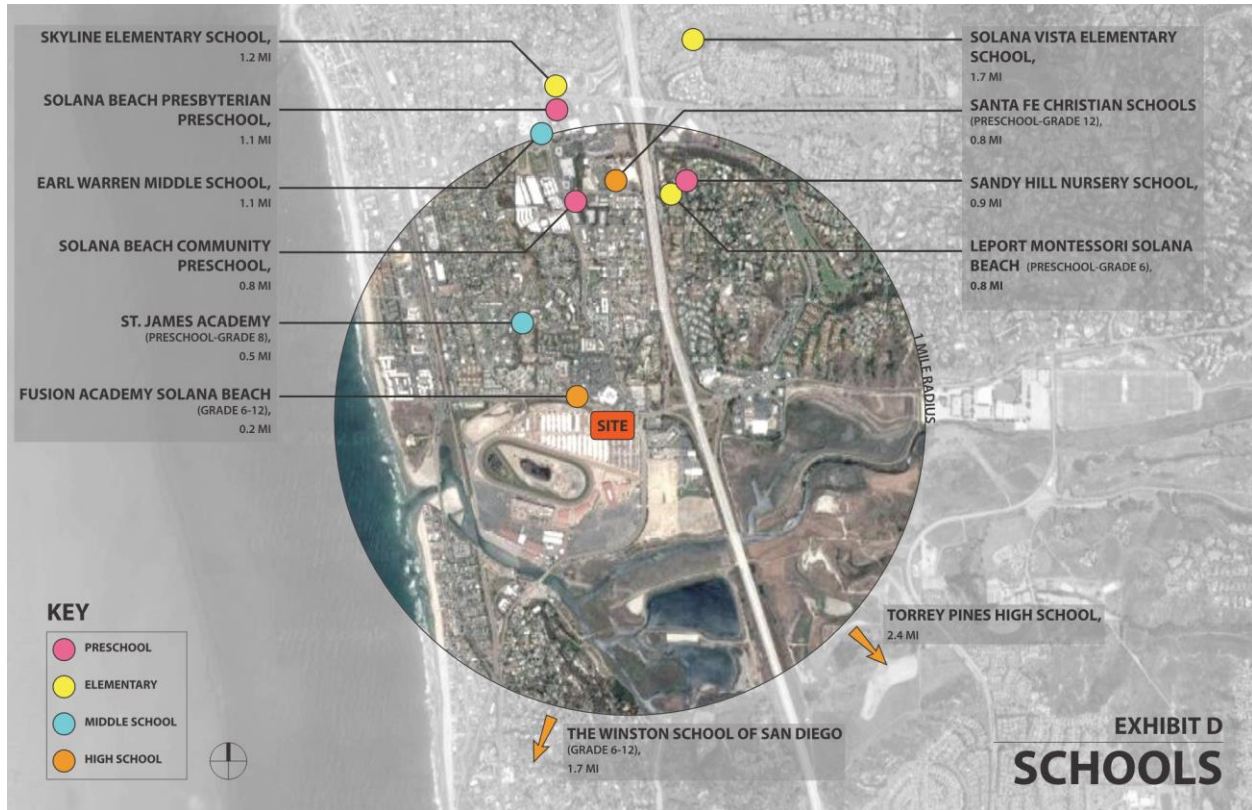 SKYLINE ELEMENTARY SCHOOL,
1.2 MI
SOLANA BEACH PRESBYTERIAN
PRESCHOOL,
1.1 MI
EARL WARREN MIDDLE SCHOOL,
1.1 MI
SOLANA BEACH COMMUNITY
PRESCHOOL,
0.8 MI
ST. JAMES ACADEMY
(PRESCHOOL-GRADE 8),
0.5 MI
FUSION ACADEMY SOLANA BEACH
(GRADE 6-12),
0.2 MI
SOLANA VISTA ELEMENTARY
SCHOOL,
1.7 MI
SANTA FE CHRISTIAN SCHOOLS
(PRESCHOOL-GRADE 12),
0.8 MI
SANDY HILL NURSERY SCHOOL,
0.9 MI
LEPORT MONTESSORI SOLANA
BEACH (PRESCHOOL-GRADE 6),
0.8 MI
1 MILE RADIUS
SITE
KEY
PRESCHOOL
ELEMENTARY
MIDDLE SCHOOL
HIGH SCHOOL
TORREY PINES HIGH SCHOOL,
2.4 MI
THE WINSTON SCHOOL OF SAN DIEGO
(GRADE 6-12),
1.7 MI
EXHIBIT D
SCHOOLS